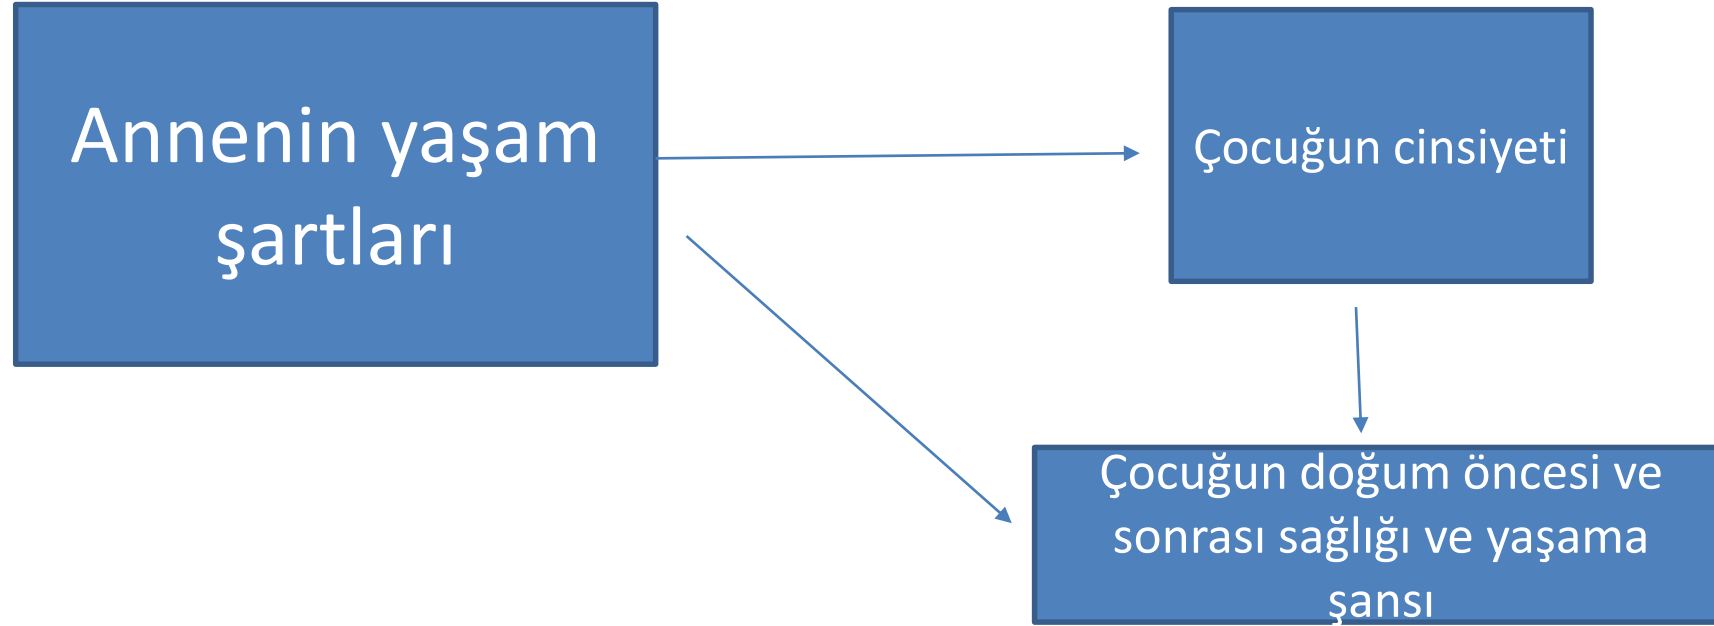 Annenin yaşam
şartları
Çocuğun cinsiyeti
Çocuğun doğum öncesi ve
sonrası sağlığı ve yaşama
şansı